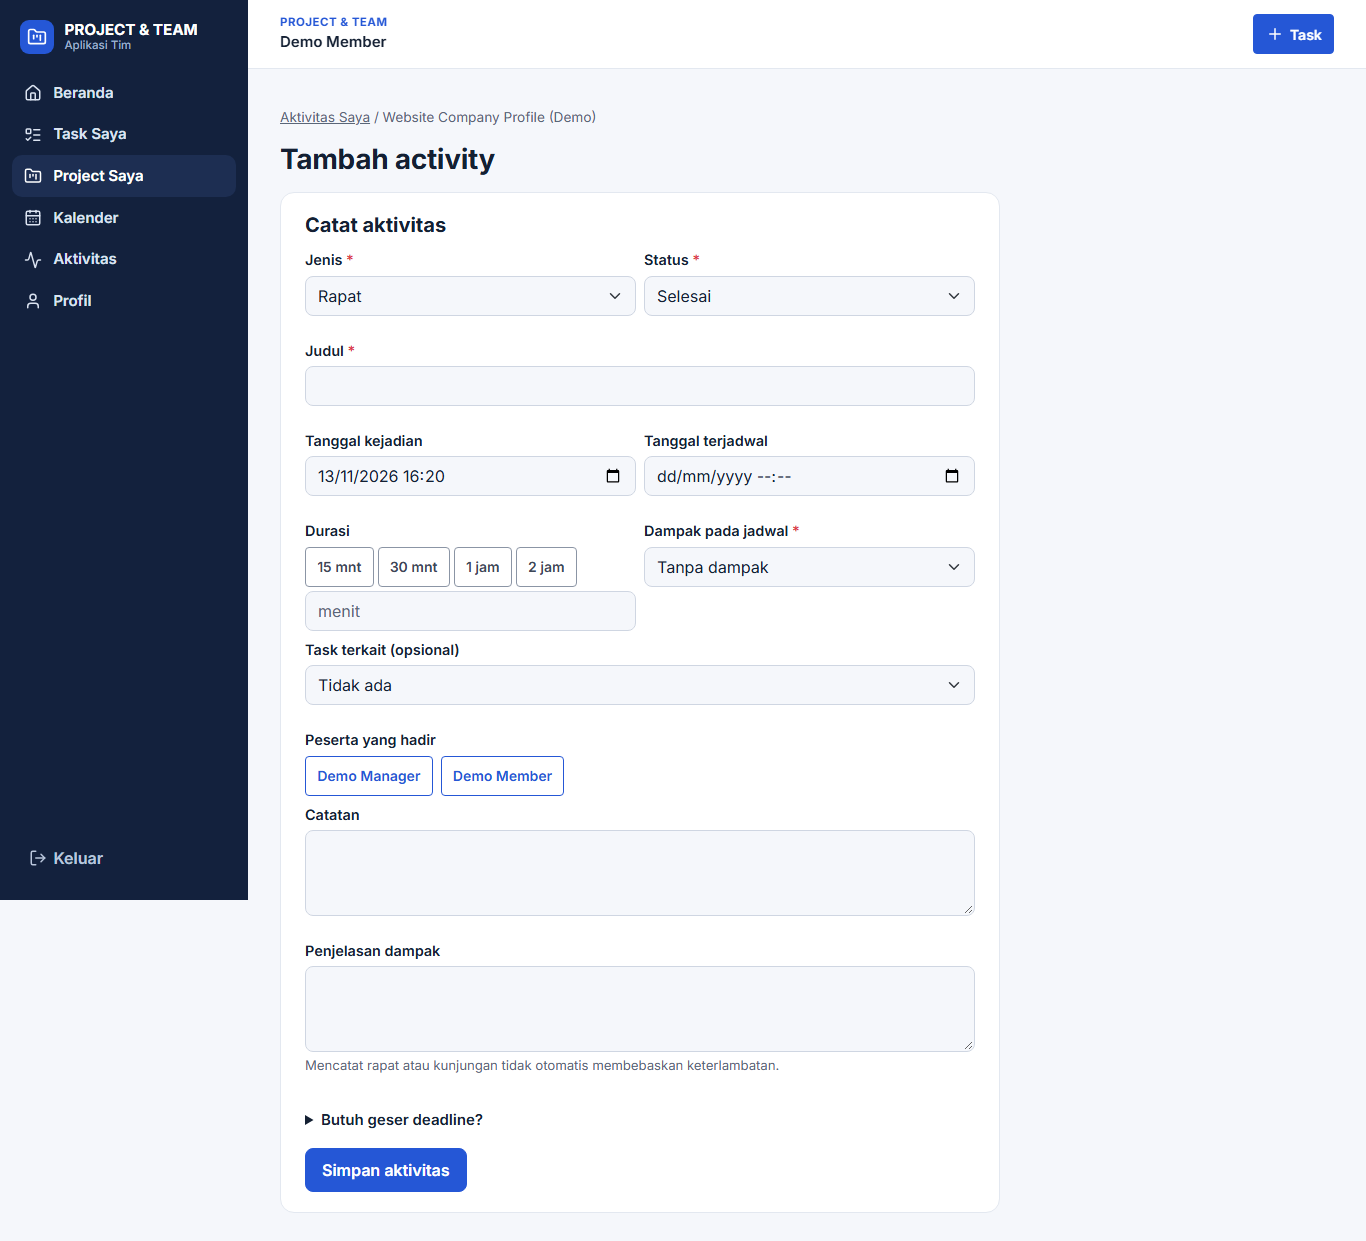 PROJECT & TEAM
Aplikasi Tim
Beranda
Task Saya
Project Saya
Kalender
Aktivitas
Profil
Keluar
PROJECT & TEAM
Demo Member
+ Task
Aktivitas Saya / Website Company Profile (Demo)
Tambah activity
Catat aktivitas
Jenis * Status *
Rapat Selesai
Judul *
Tanggal kejadian Tanggal terjadwal
13/11/2026 16:20 dd/mm/yyyy --:--
Durasi Dampak pada jadwal *
15 mnt 30 mnt 1 jam 2 jam Tanpa dampak
menit
Task terkait (opsional)
Tidak ada
Peserta yang hadir
Demo Manager Demo Member
Catatan
Penjelasan dampak
Mencatat rapat atau kunjungan tidak otomatis membebaskan keterlambatan.
Butuh geser deadline?
Simpan aktivitas